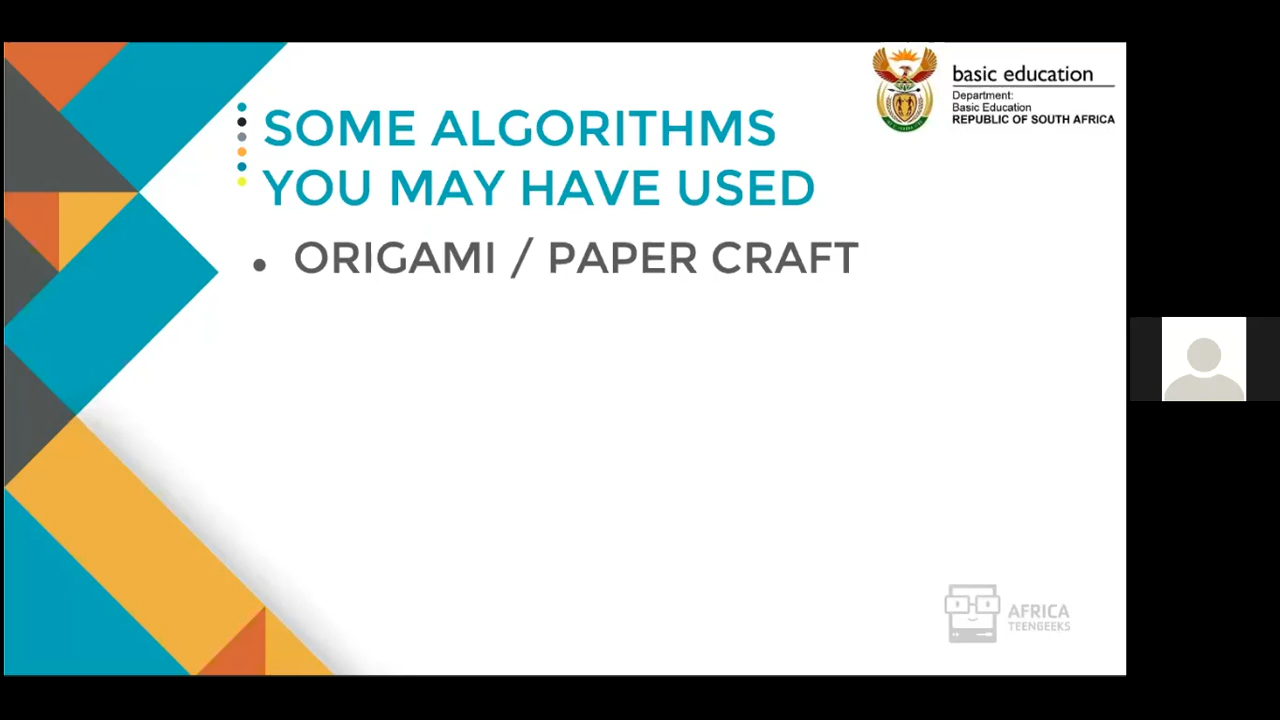 SOME ALGORITHMS
YOU MAY HAVE USED
• ORIGAMI / PAPER CRAFT
basic education
Department:
Basic Education
REPUBLIC OF SOUTH AFRICA
AFRICA
TEENGEEKS